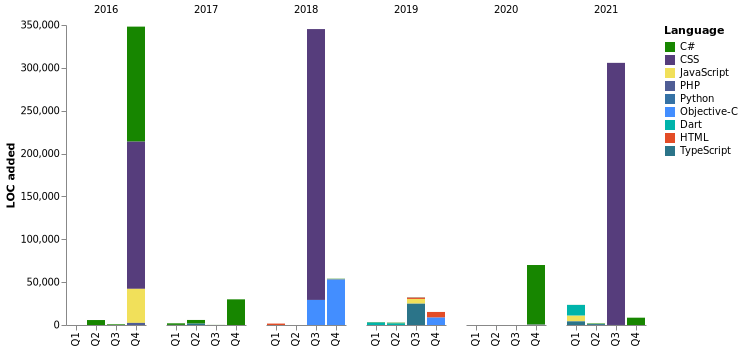 2016 2017 2018 2019 2020 2021
Language
C#
CSS
JavaScript
PHP
Python
Objective-C
Dart
HTML
TypeScript
LOC added
350,000
300,000
250,000
200,000
150,000
100,000
50,000
0
Q1 Q2 Q3 Q4 Q1 Q2 Q3 Q4 Q1 Q2 Q3 Q4 Q1 Q2 Q3 Q4 Q1 Q2 Q3 Q4 Q1 Q2 Q3 Q4